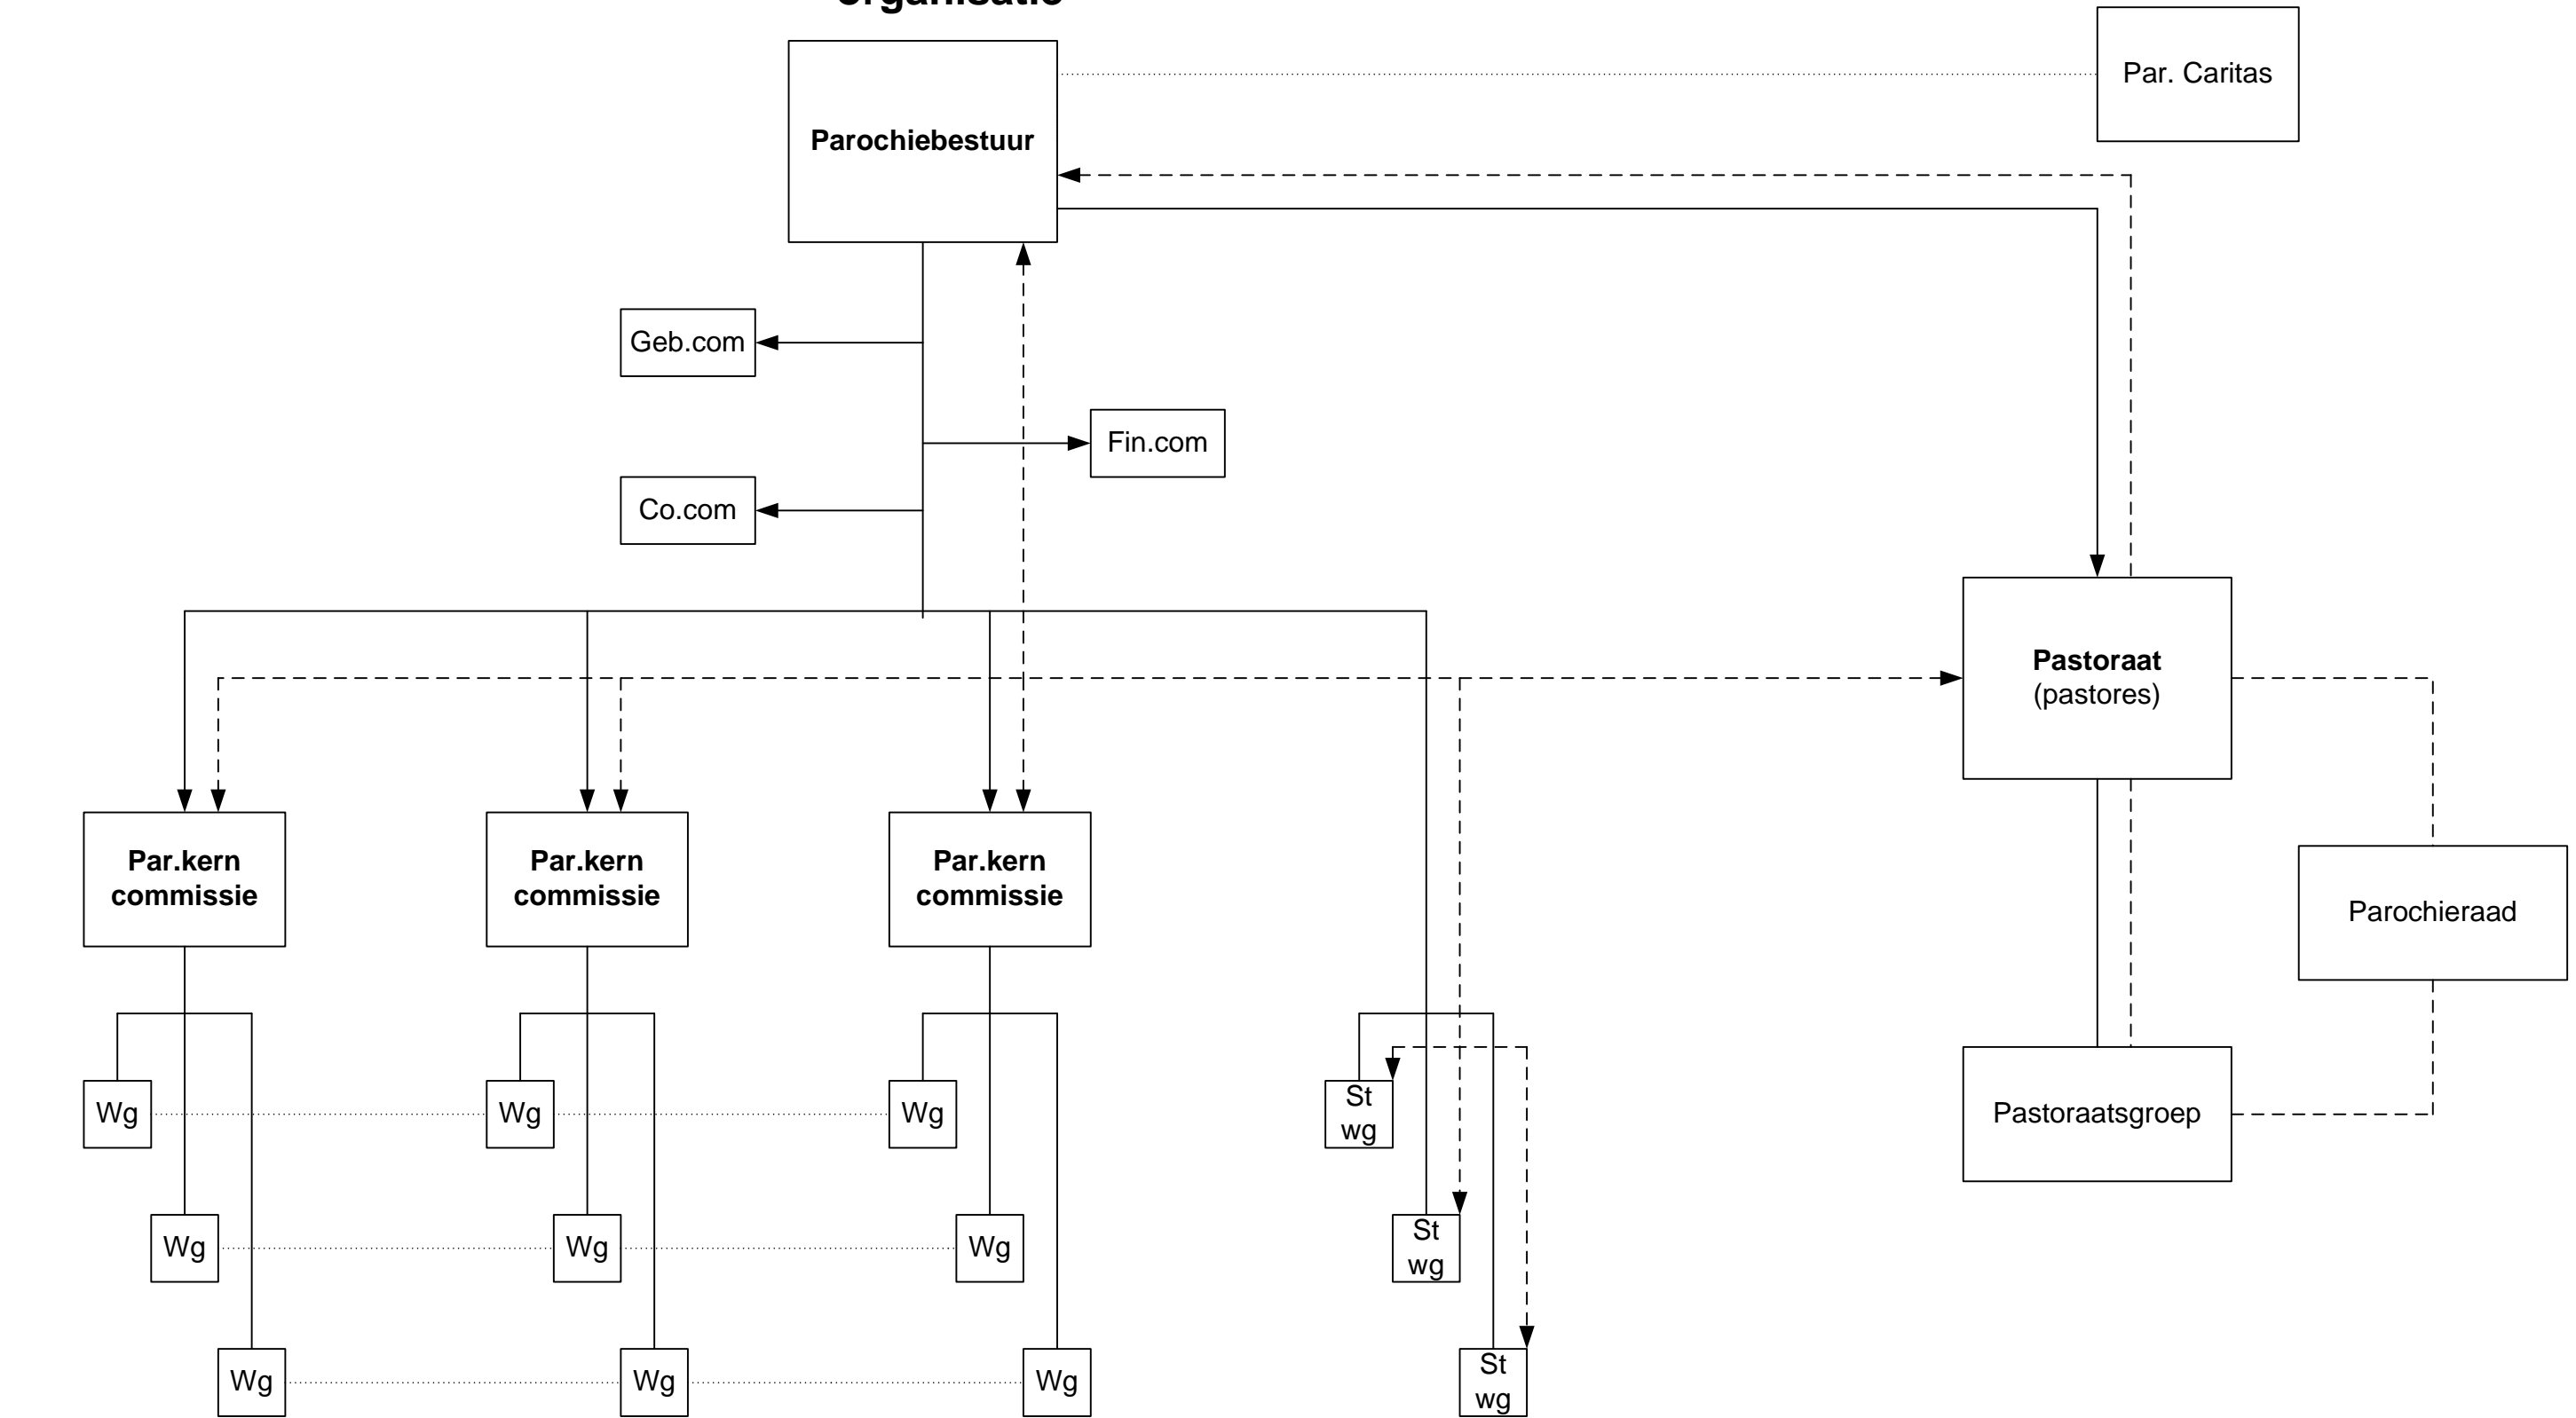 organisatie
Par. Caritas
Parochiebestuur
Geb.com
Fin.com
Co.com
Pastoraat
(pastores)
Par.kern
commissie
Par.kern
commissie
Par.kern
commissie
Parochieraad
Wg
Wg
Wg
St
wg
Pastoraatsgroep
Wg
Wg
Wg
St
wg
Wg
Wg
Wg
St
wg